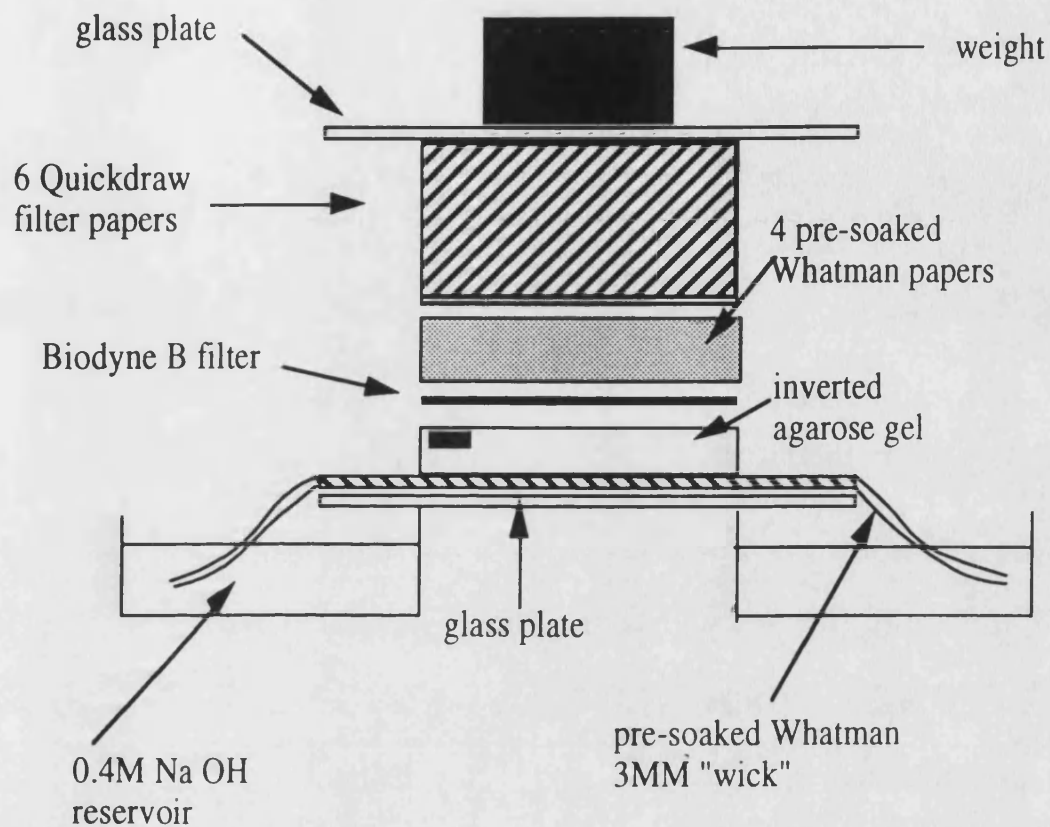 glass plate
weight
6 Quickdraw
filter papers
4 pre-soaked
Whatman papers
Biodyne B filter
inverted
agarose gel
glass plate
0.4M Na OH
reservoir
pre-soaked Whatman
3MM "wick"